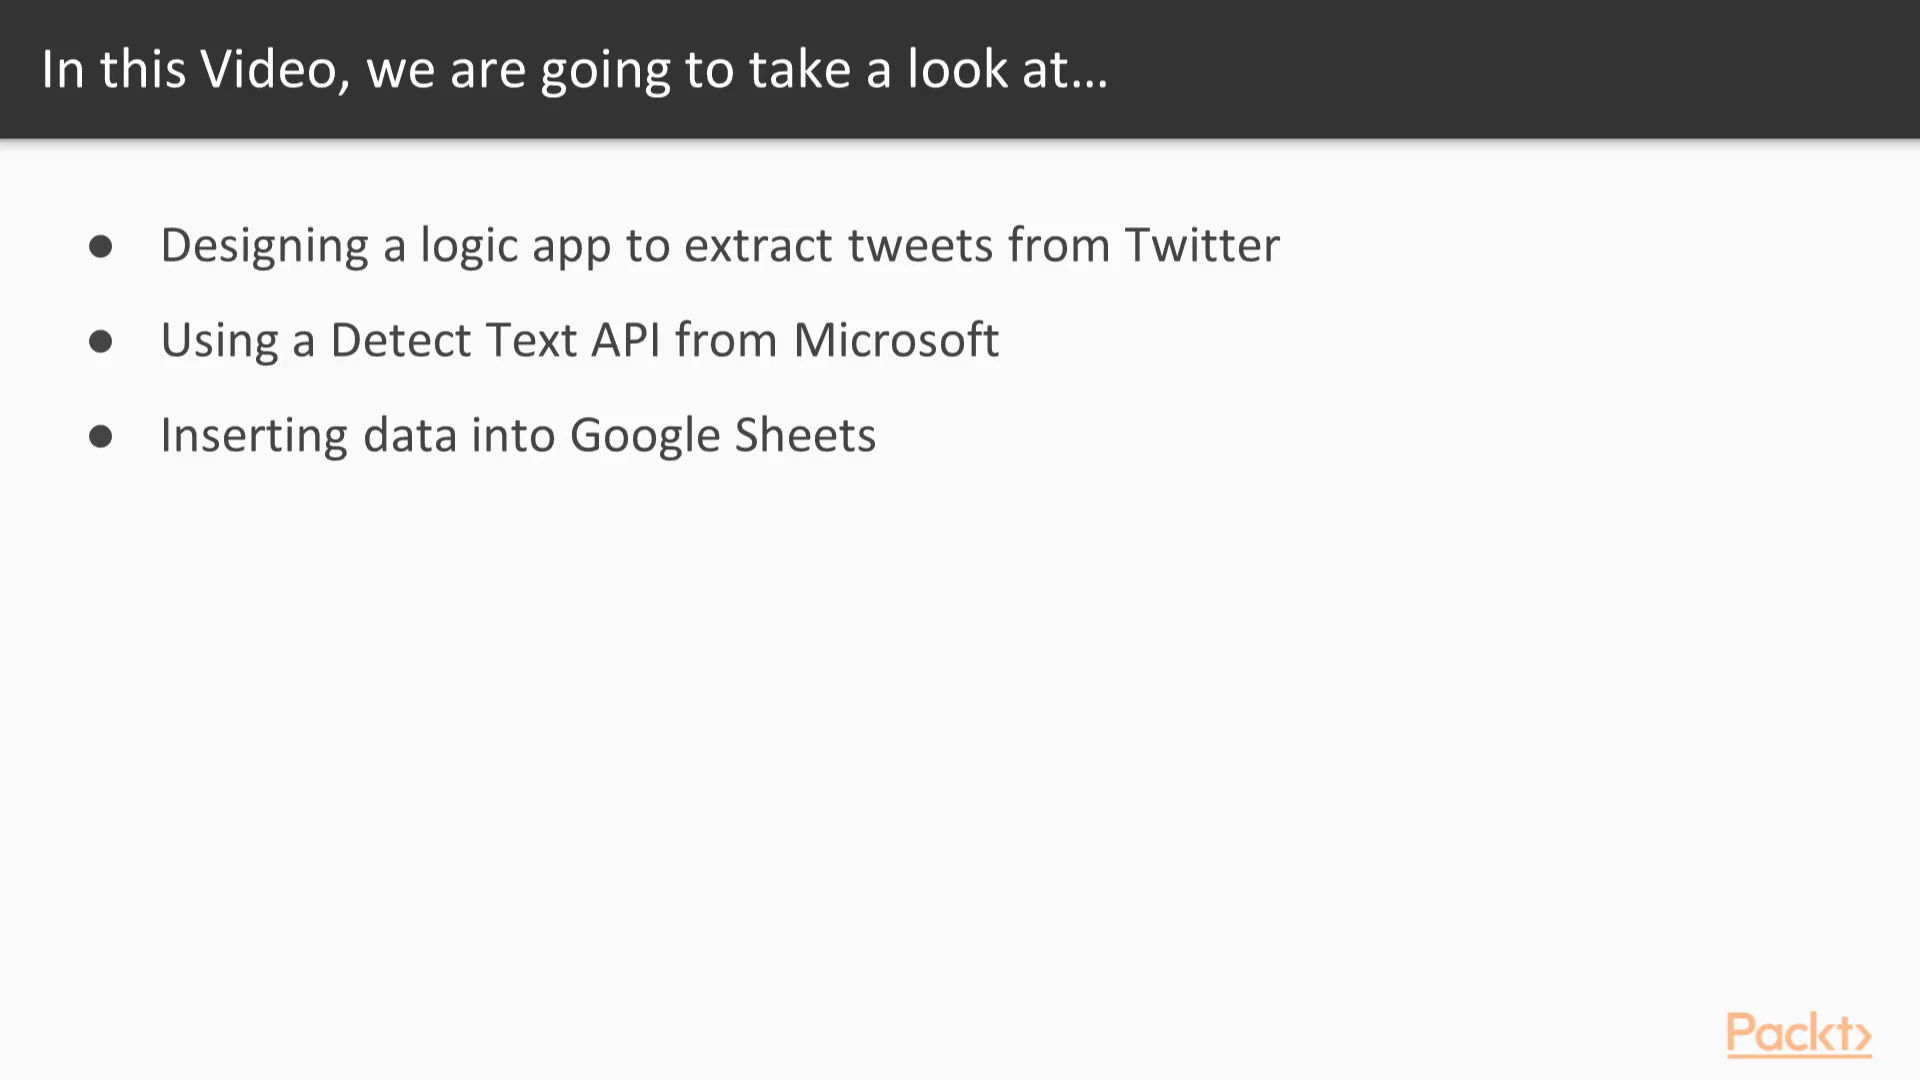 In this Video, we are going to take a look at...
● Designing a logic app to extract tweets from Twitter
● Using a Detect Text API from Microsoft
● Inserting data into Google Sheets
Packt>